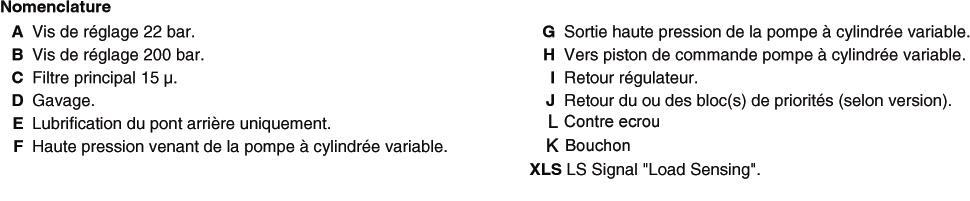 Nomenclature
A Vis de réglage 22 bar.
B Vis de réglage 200 bar.
C Filtre principal 15 µ.
D Gavage.
E Lubrification du pont arrière uniquement.
F Haute pression venant de la pompe à cylindrée variable.
G Sortie haute pression de la pompe à cylindrée variable.
H Vers piston de commande pompe à cylindrée variable.
I Retour régulateur.
J Retour du ou des bloc(s) de priorités (selon version).
L Contre ecrou
K Bouchon
XLS LS Signal "Load Sensing".